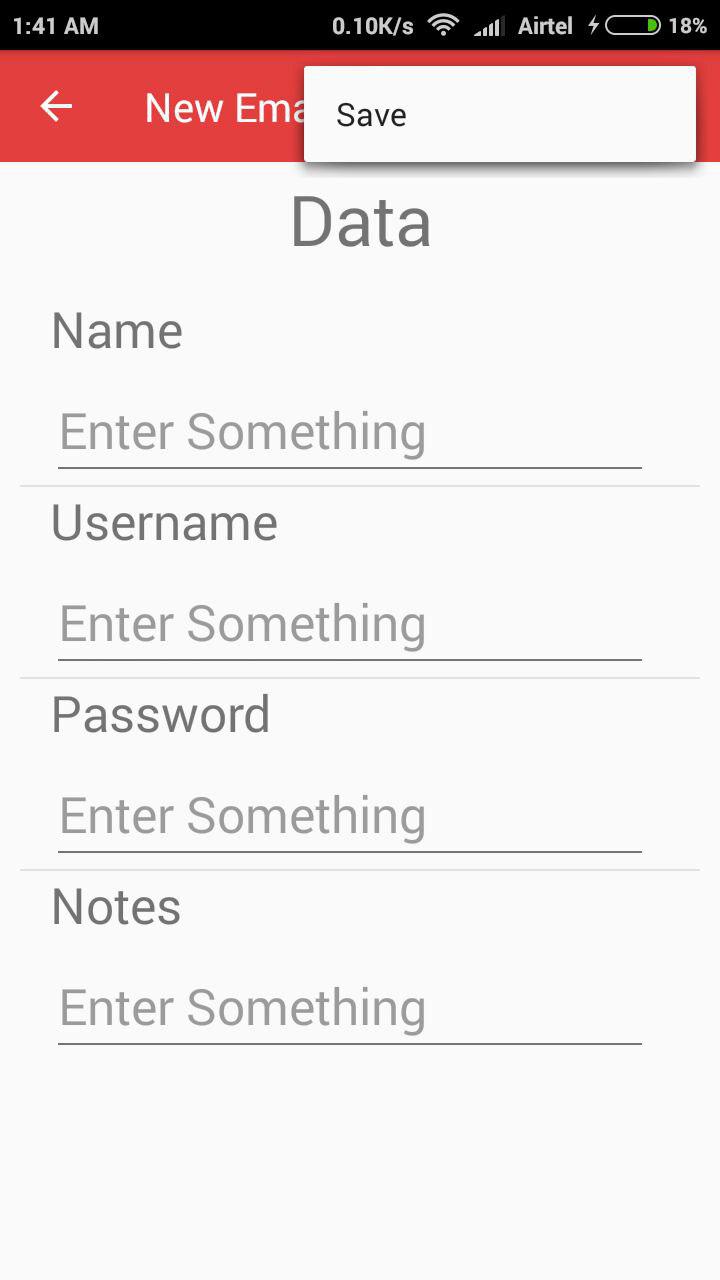 1:41 AM 0.10K/s Airtel 18%
New Ema
Save
Data
Name
Enter Something
Username
Enter Something
Password
Enter Something
Notes
Enter Something